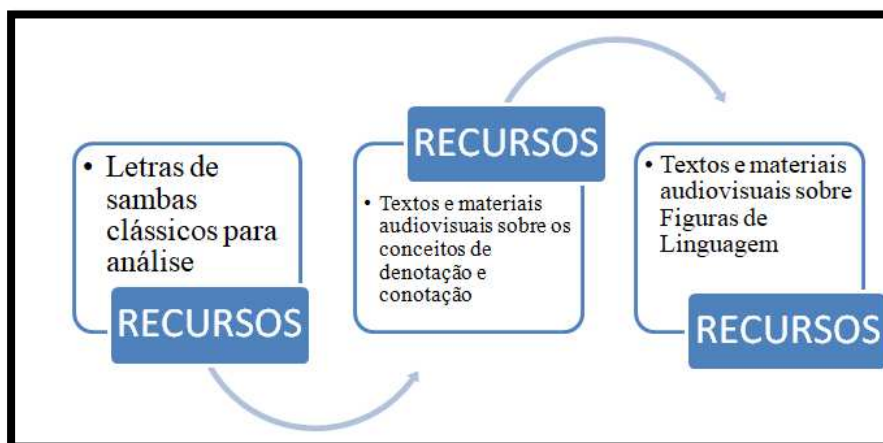 • Letras de
sambas
clássicos para
análise
RECURSOS
RECURSOS
• Textos e materiais
audiovisuais sobre os
conceitos de
denotação e
conotação
• Textos e materiais
audiovisuais sobre
Figuras de
Linguagem
RECURSOS